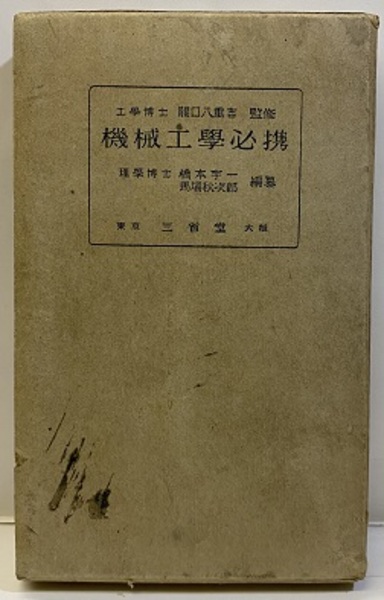 工學博士 關口八重吉 監修
機械工學必携
理學博士 橋本宇一
馬場秋次郎 編纂
東京 三省堂 大阪